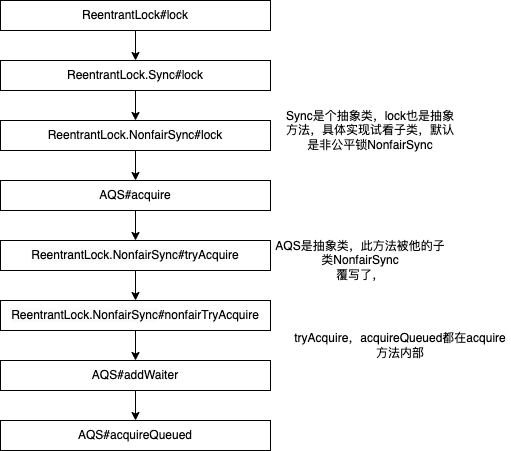 ReentrantLock#lock
ReentrantLock.Sync#lock
ReentrantLock.NonfairSync#lock
Sync是个抽象类，lock也是抽象
方法，具体实现试看子类，默认
是非公平锁NonfairSync
AQS#acquire
ReentrantLock.NonfairSync#tryAcquire
AQS是抽象类，此方法被他的子
类NonfairSync
覆写了，
ReentrantLock.NonfairSync#nonfairTryAcquire
tryAcquire，acquireQueued都在acquire
方法内部
AQS#addWaiter
AQS#acquireQueued